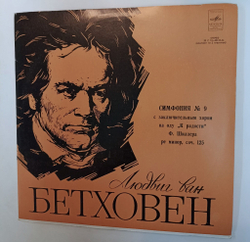 СИМФОНИЯ № 9
с заключительным хором
на оду „К радости"
Ф. Шиллера
ре минор, соч. 125
Людвиг ван
БЕТХОВЕН